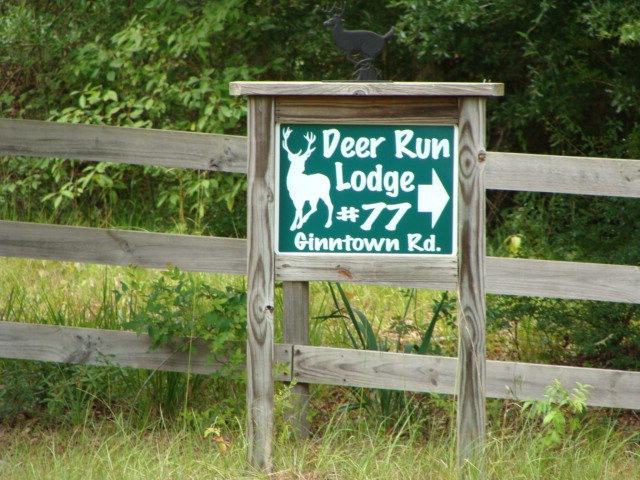 Deer Run
Lodge
#77
Ginntown Rd.